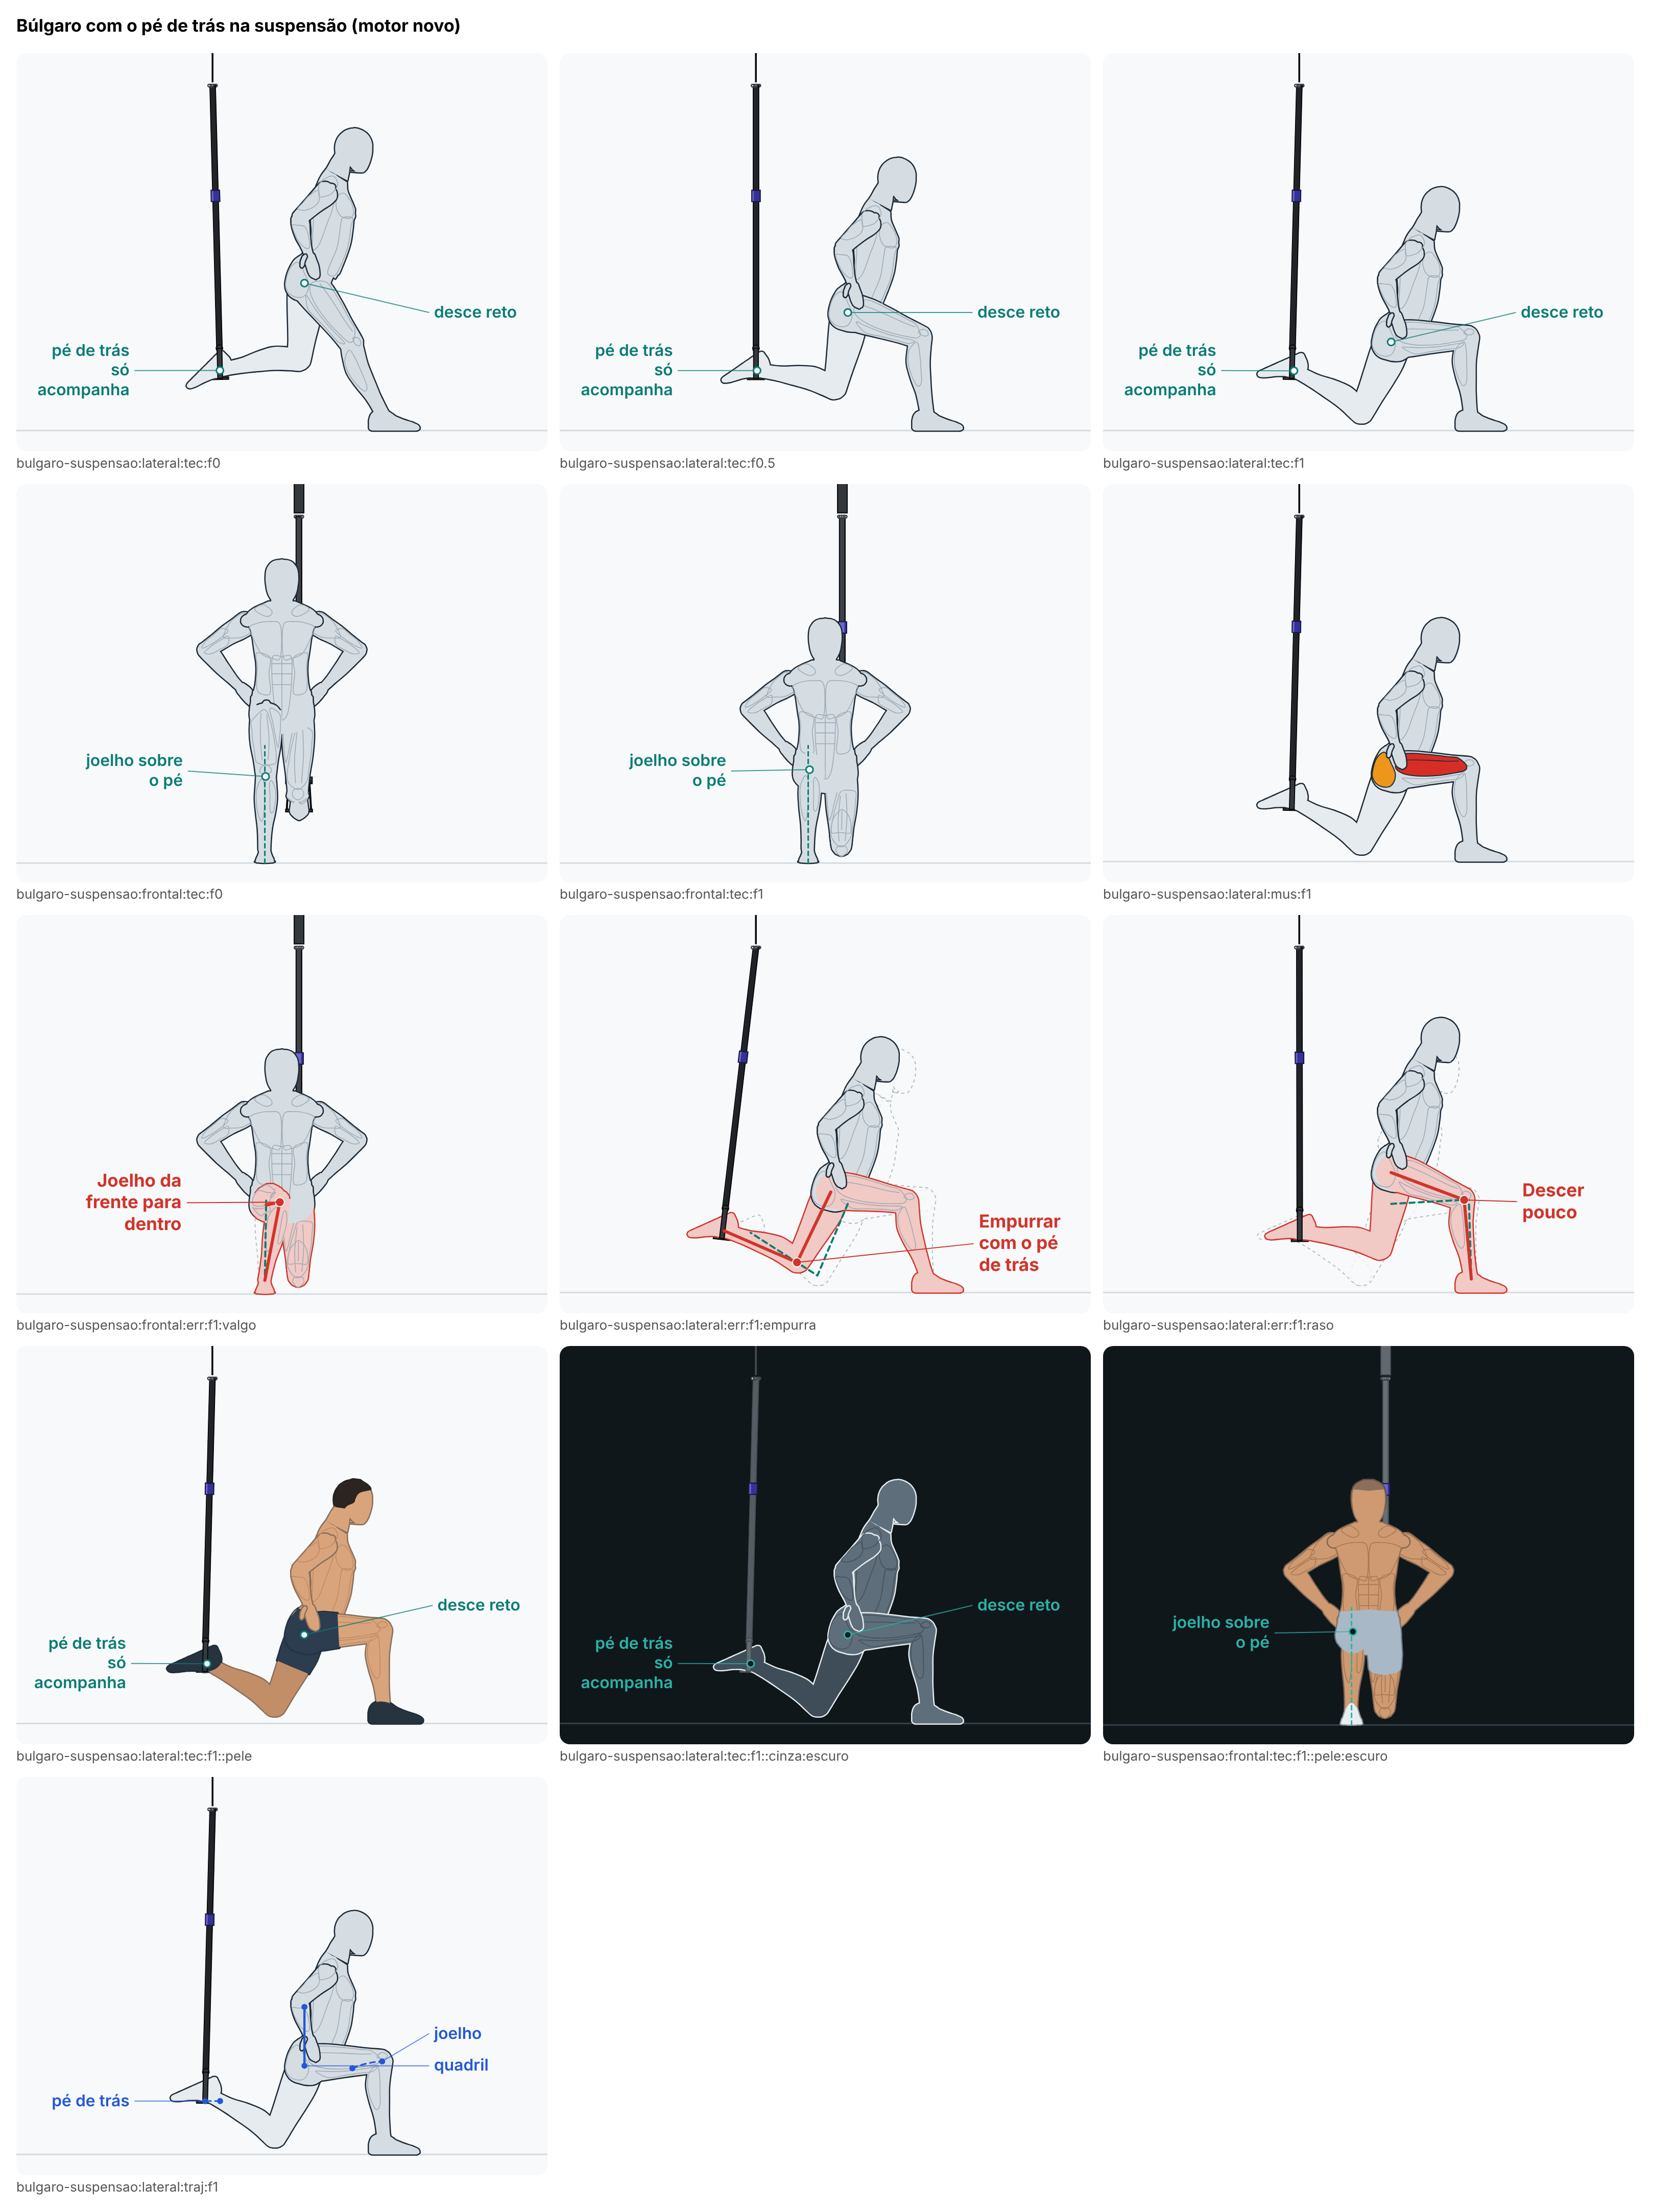 Búlgaro com o pé de trás na suspensão (motor novo)
desce reto
pé de trás
só
acompanha
bulgaro-suspensao:lateral:tec:f0
desce reto
pé de trás
só
acompanha
bulgaro-suspensao:lateral:tec:f0.5
desce reto
pé de trás
só
acompanha
bulgaro-suspensao:lateral:tec:f1
joelho sobre
o pé
bulgaro-suspensao:frontal:tec:f0
joelho sobre
o pé
bulgaro-suspensao:frontal:tec:f1
bulgaro-suspensao:lateral:mus:f1
Joelho da
frente para
dentro
bulgaro-suspensao:frontal:err:f1:valgo
Empurrar
com o pé
de trás
bulgaro-suspensao:lateral:err:f1:empurra
Descer
pouco
bulgaro-suspensao:lateral:err:f1:raso
desce reto
pé de trás
só
acompanha
bulgaro-suspensao:lateral:tec:f1::pele
desce reto
pé de trás
só
acompanha
bulgaro-suspensao:lateral:tec:f1::cinza:escuro
joelho sobre
o pé
bulgaro-suspensao:frontal:tec:f1::pele:escuro
joelho
quadril
pé de trás
bulgaro-suspensao:lateral:traj:f1